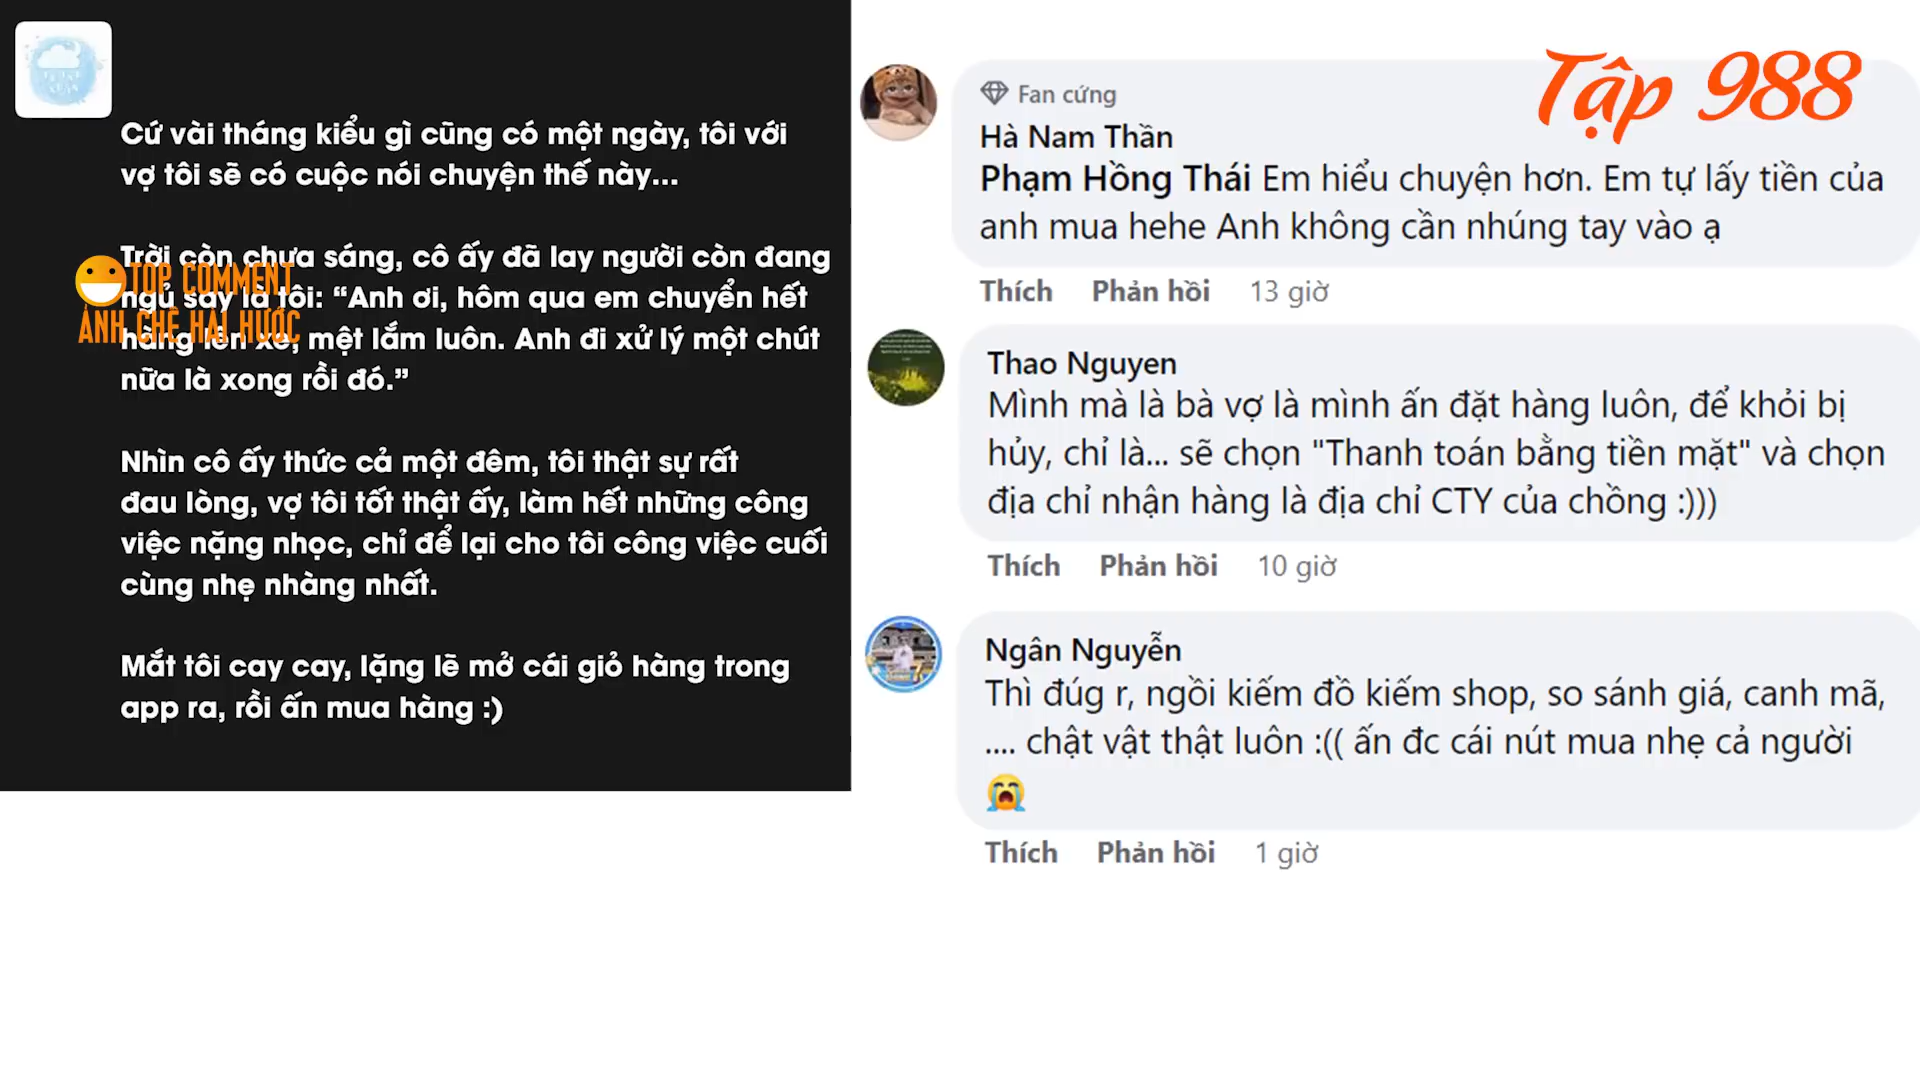 Cứ vài tháng kiểu gì cũng có một ngày, tôi với
vợ tôi sẽ có cuộc nói chuyện thế này...
Trời còn chưa sáng, cô ấy đã lay người còn đang
ngủ say là tôi: “Anh ơi, hôm qua em chuyển hết
hàng lên xe, mệt lắm luôn. Anh đi xử lý một chút
nữa là xong rồi đó.”
TOP COMMENT
ẢNH CHẾ HÀI HƯỚC
Nhìn cô ấy thức cả một đêm, tôi thật sự rất
đau lòng, vợ tôi tốt thật ấy, làm hết những công
việc nặng nhọc, chỉ để lại cho tôi công việc cuối
cùng nhẹ nhàng nhất.
Mắt tôi cay cay, lặng lẽ mở cái giỏ hàng trong
app ra, rồi ấn mua hàng :)
Tập 988
Fan cứng
Hà Nam Thần
Phạm Hồng Thái Em hiểu chuyện hơn. Em tự lấy tiền của
anh mua hehe Anh không cần nhúng tay vào ạ
Thích Phản hồi 13 giờ
Thao Nguyen
Mình mà là bà vợ là mình ấn đặt hàng luôn, để khỏi bị
hủy, chỉ là... sẽ chọn "Thanh toán bằng tiền mặt" và chọn
địa chỉ nhận hàng là địa chỉ CTY của chồng :)))
Thích Phản hồi 10 giờ
Ngân Nguyễn
Thì đúg r, ngồi kiếm đồ kiếm shop, so sánh giá, canh mã,
.... chật vật thật luôn :(( ấn đc cái nút mua nhẹ cả người
😭
Thích Phản hồi 1 giờ